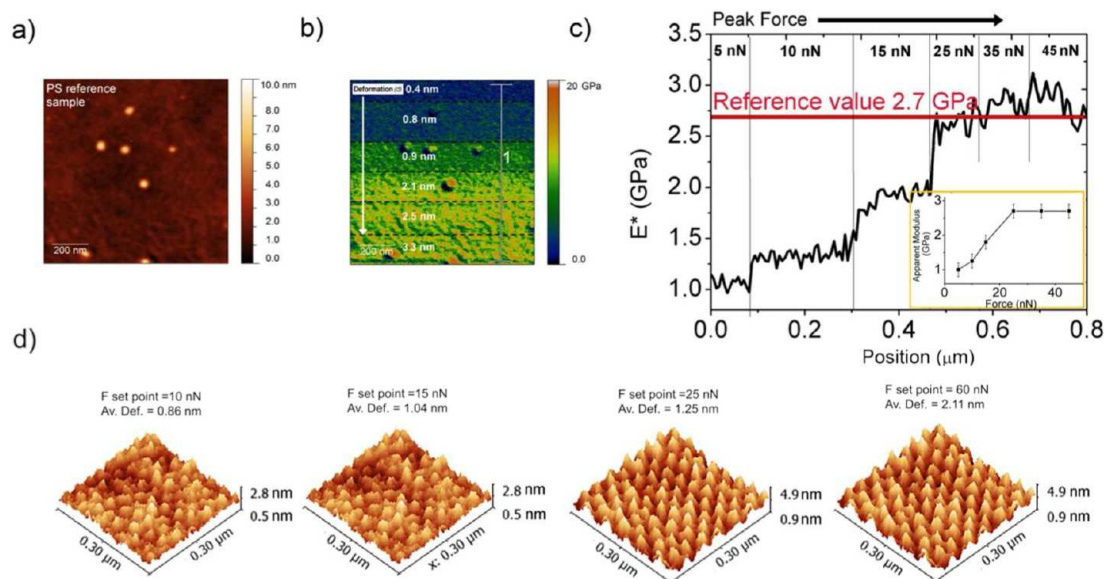 a)
PS reference
sample
200 nm
10.0 nm
9.0
8.0
7.0
6.0
5.0
4.0
3.0
2.0
1.0
0.0
b)
Deformation
0.4 nm
0.8 nm
0.9 nm
2.1 nm
2.5 nm
3.3 nm
1
200 nm
20 GPa
0.0
c)
Peak Force
5 nN 10 nN 15 nN 25 nN 35 nN 45 nN
Reference value 2.7 GPa
E* (GPa)
3.5
3.0
2.5
2.0
1.5
1.0
0.0 0.2 0.4 0.6 0.8
Position (μm)
Apparent Modulus
(GPa)
3
2
1
0 20 40
Force (nN)
d)
F set point =10 nN
Av. Def. = 0.86 nm
2.8 nm
0.5 nm
0.30 μm
0.30 μm
F set point =15 nN
Av. Def. = 1.04 nm
2.8 nm
0.5 nm
0.30 μm
x: 0.30 μm
F set point =25 nN
Av. Def. = 1.25 nm
4.9 nm
0.9 nm
0.30 μm
0.30 μm
F set point =60 nN
Av. Def. = 2.11 nm
4.9 nm
0.9 nm
0.30 μm
0.30 μm